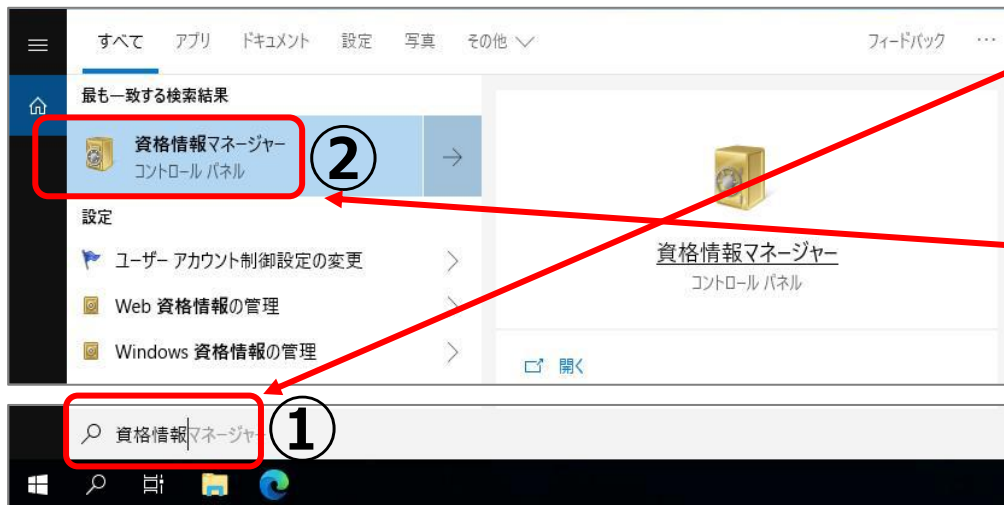 すべて アプリ ドキュメント 設定 写真 その他 フィードバック …
最も一致する検索結果
資格情報マネージャー
コントロール パネル
②
設定
ユーザー アカウント制御設定の変更
Web 資格情報の管理
Windows 資格情報の管理
資格情報マネージャー
コントロール パネル
開く
資格情報マネージャー
①